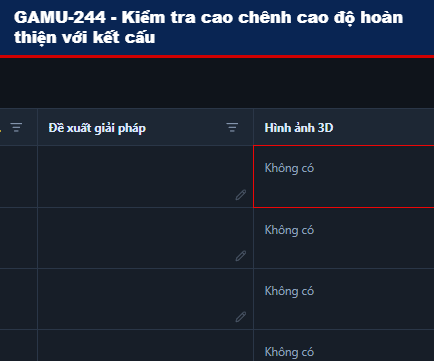 GAMU-244 - Kiểm tra cao chênh cao độ hoàn
thiện với kết cấu
Đề xuất giải pháp
Hình ảnh 3D
Không có
Không có
Không có
Không có